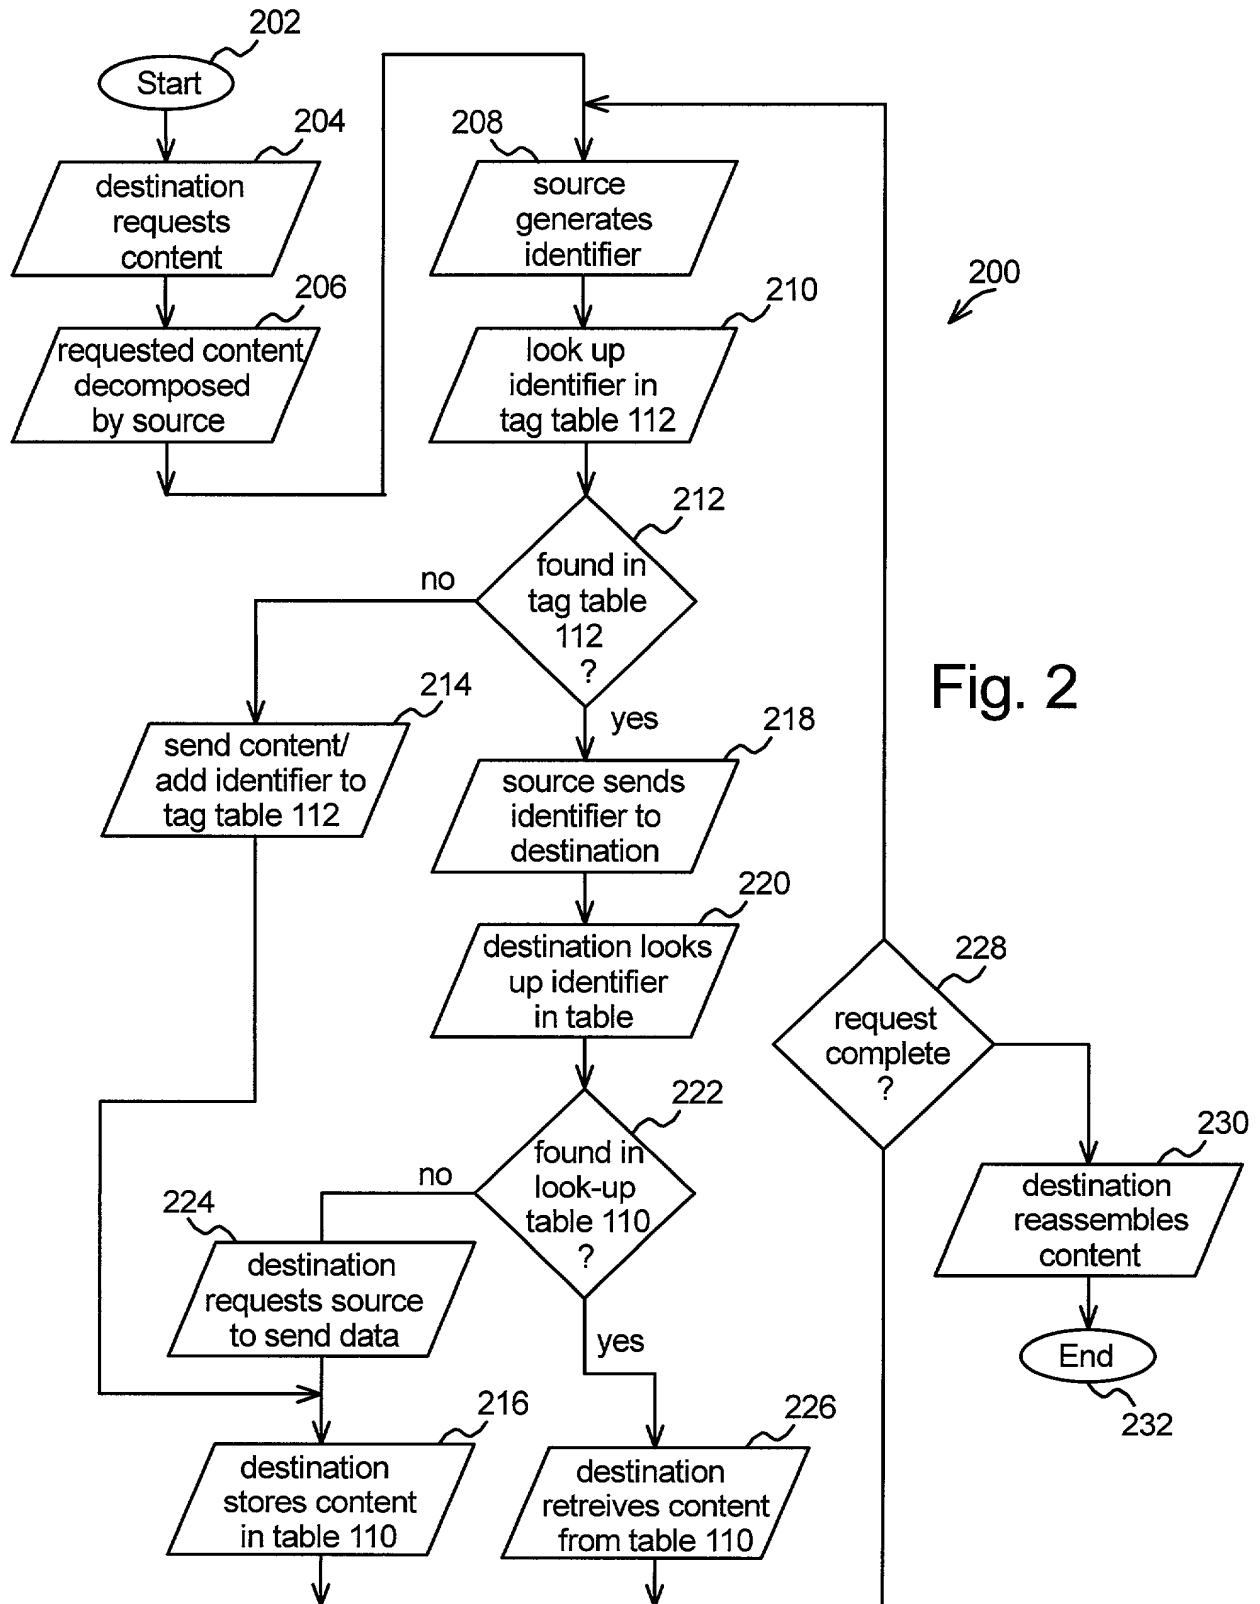 202
Start
204
destination
requests
content
206
requested content
decomposed
by source
208
source
generates
identifier
210
look up
identifier in
tag table 112
200
212
found in
tag table
112
?
no
yes
Fig. 2
214
send content/
add identifier to
tag table 112
218
source sends
identifier to
destination
220
destination looks
up identifier
in table
222
found in
look-up
table 110
?
no
yes
224
destination
requests source
to send data
216
destination
stores content
in table 110
226
destination
retreives content
from table 110
228
request
complete
?
230
destination
reassembles
content
End
232